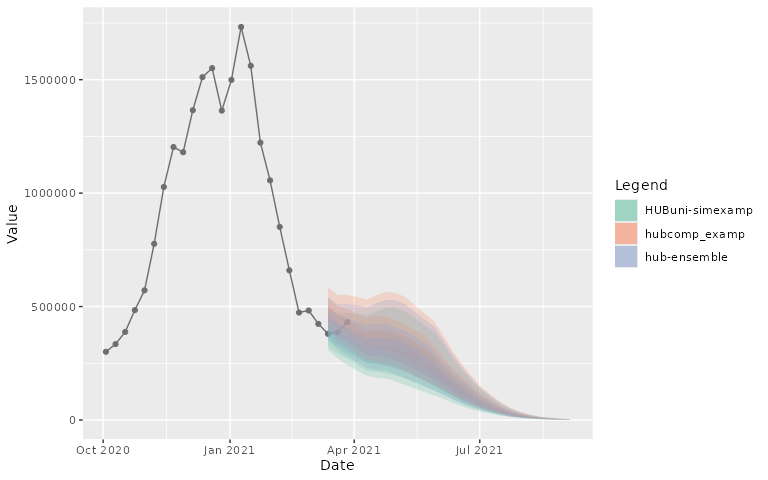 1500000
1000000
500000
0
Value
Oct 2020
Jan 2021
Apr 2021
Jul 2021
Date
Legend
HUBuni-simexamp
hubcomp_examp
hub-ensemble